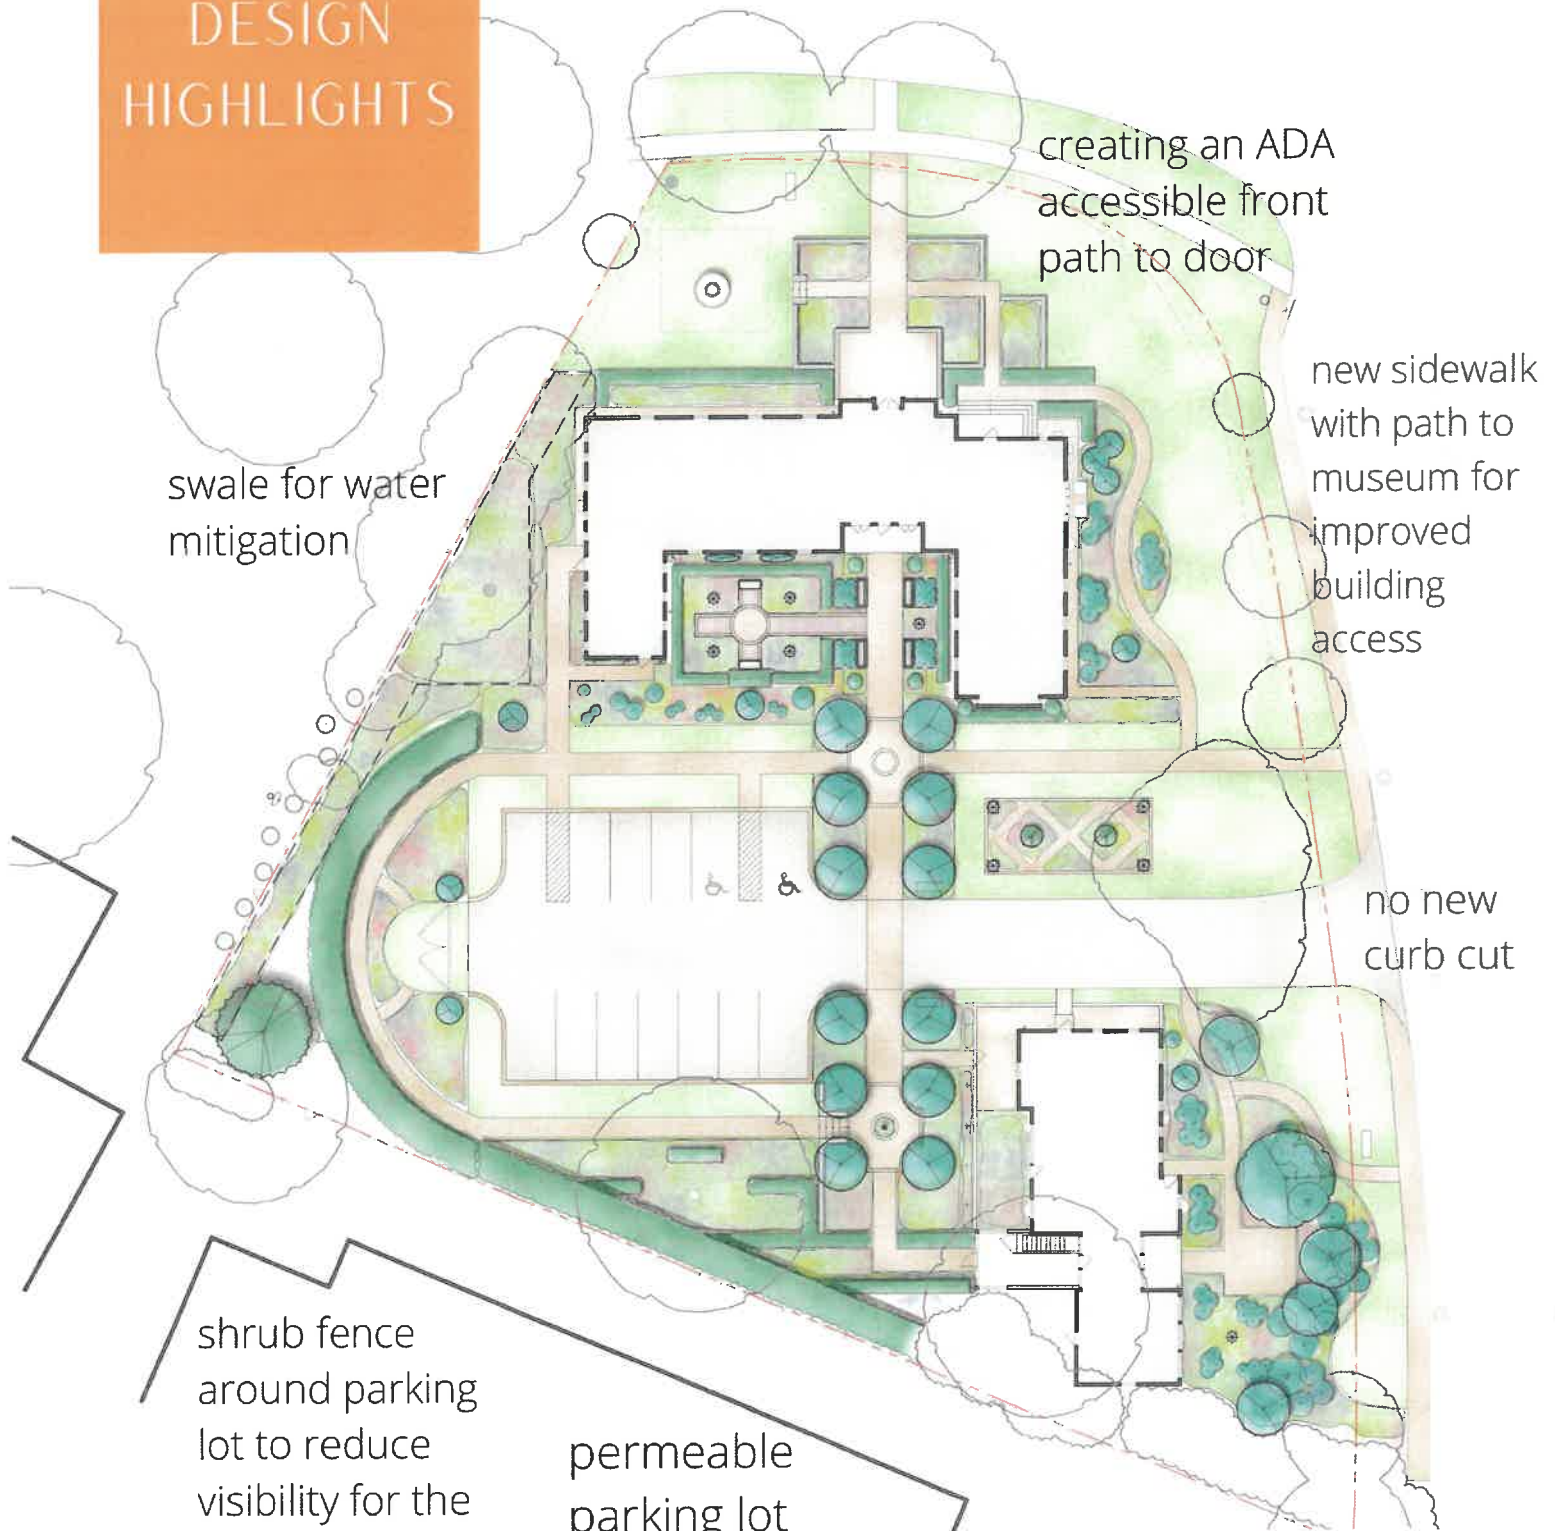 DESIGN
HIGHLIGHTS
creating an ADA
accessible front
path to door
new sidewalk
with path to
museum for
improved
building
access
swale for water
mitigation
no new
curb cut
shrub fence
around parking
lot to reduce
visibility for the
permeable
parking lot